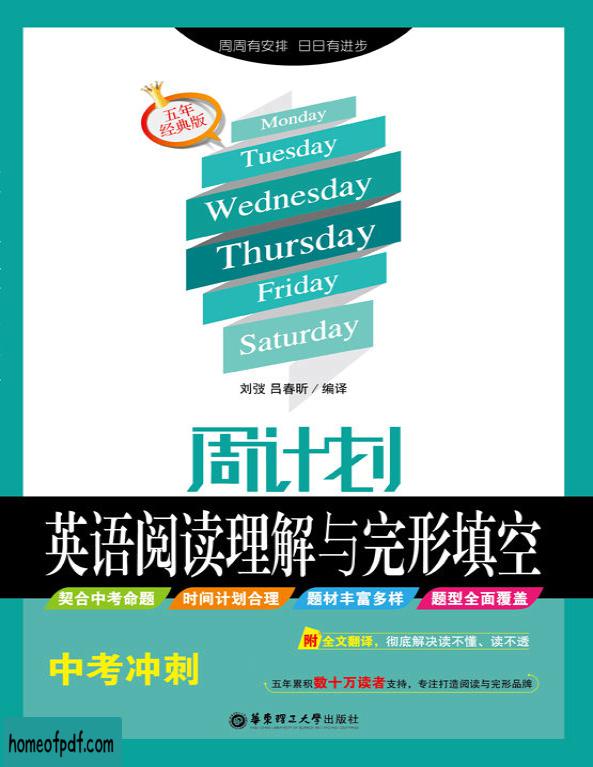 周周有安排 日日有进步
五年
经典版
Monday
Tuesday
Wednesday
Thursday
Friday
Saturday
刘弢 吕春昕／编译
周计划
英语阅读理解与完形填空
契合中考命题 时间计划合理 题材丰富多样 题型全面覆盖
附 全文翻译，彻底解决读不懂、读不透
中考冲刺
五年累积数十万读者支持，专注打造阅读与完形品牌
华东理工大学出版社
homeofpdf.com